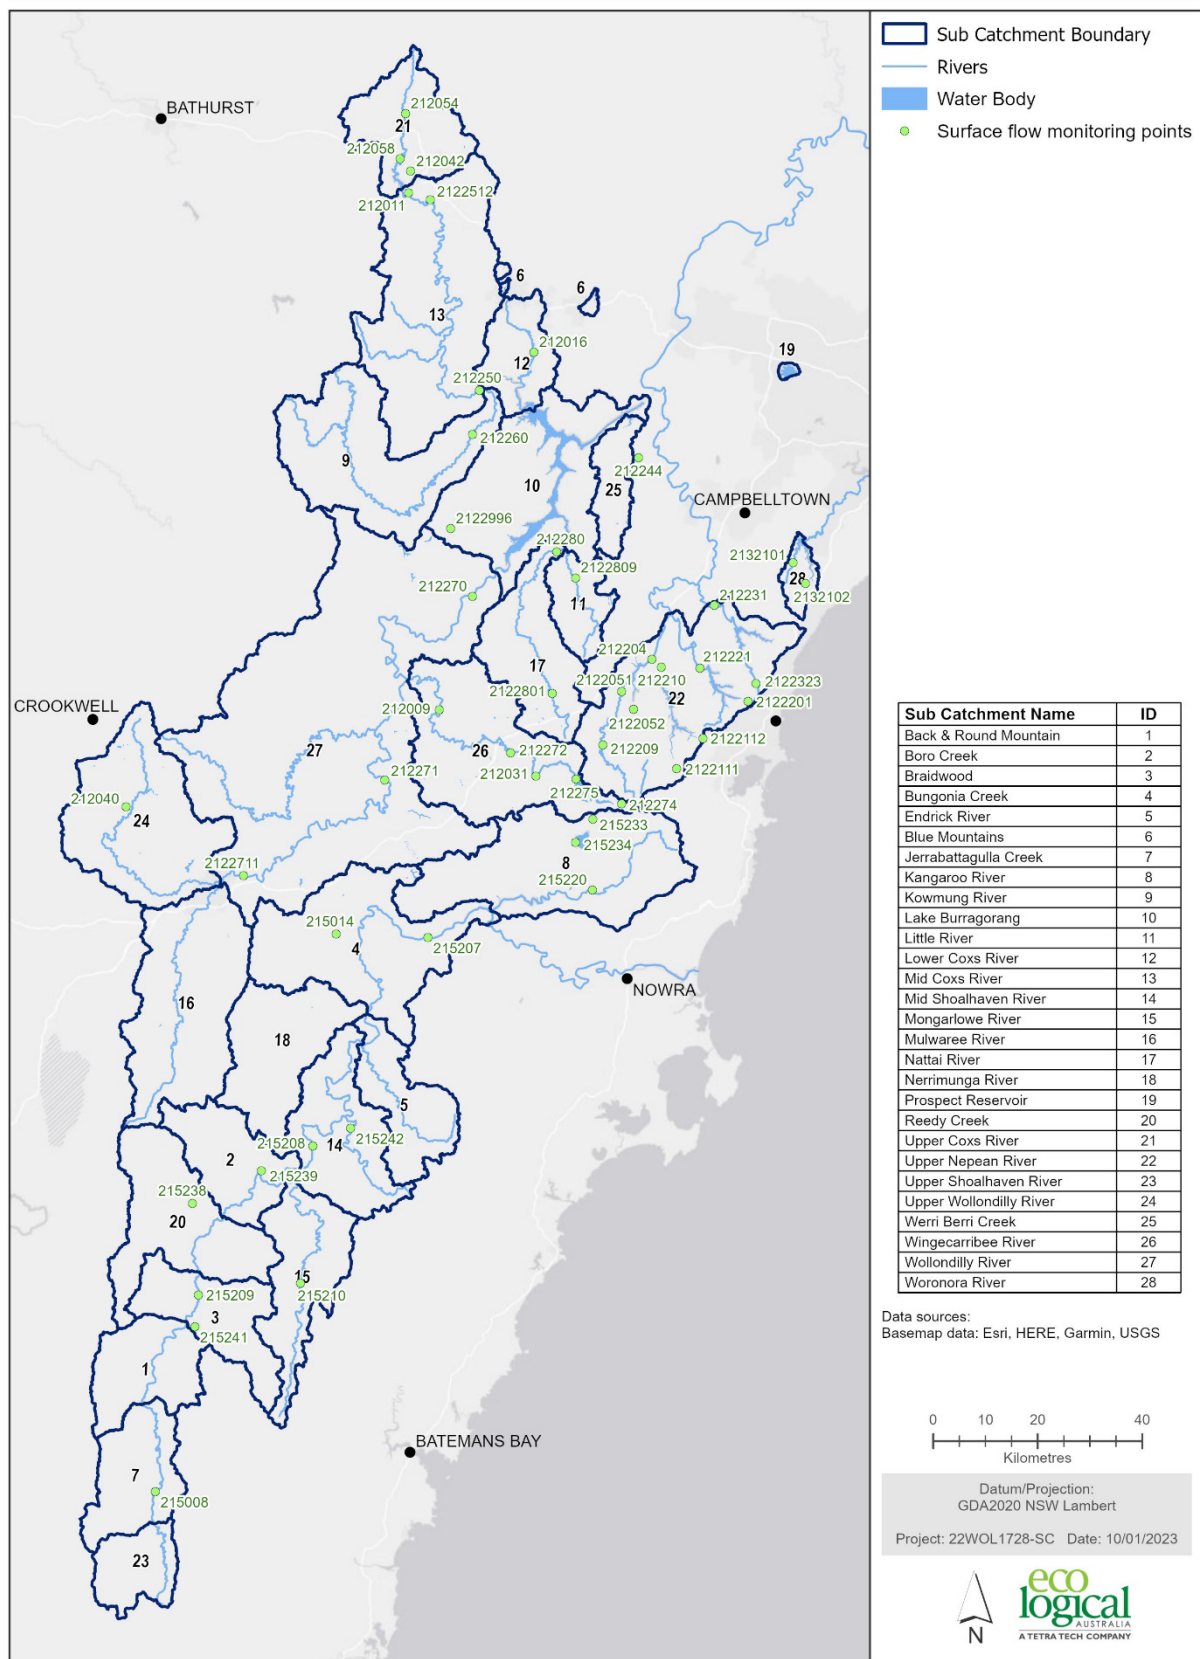 Sub Catchment Boundary
Rivers
Water Body
Surface flow monitoring points
BATHURST
212054
21
212058
212042
212011
2122512
6
6
13
19
212016
12
212250
212260
9
10
212244
25
CAMPBELLTOWN
2122996
212280
2132101
2122809
28
212270
2132102
11
212231
212204
212221
17
212210
2122051
2122323
2122801
22
CROOKWELL
212009
2122201
2122052
27
26
212272
212209
2122112
212031
2122111
212271
212275
212040
212274
24
215233
215234
8
2122711
215220
215014
4
215207
NOWRA
16
18
5
215208
14
215242
2
215239
215238
20
15
215209
215210
3
215241
1
BATEMANS BAY
7
215008
23
Sub Catchment Name ID
Back & Round Mountain 1
Boro Creek 2
Braidwood 3
Bungonia Creek 4
Endrick River 5
Blue Mountains 6
Jerrabattagulla Creek 7
Kangaroo River 8
Kowmung River 9
Lake Burragorang 10
Little River 11
Lower Coxs River 12
Mid Coxs River 13
Mid Shoalhaven River 14
Mongarlowe River 15
Mulwaree River 16
Nattai River 17
Nerrimunga River 18
Prospect Reservoir 19
Reedy Creek 20
Upper Coxs River 21
Upper Nepean River 22
Upper Shoalhaven River 23
Upper Wollondilly River 24
Werri Berri Creek 25
Wingecarribee River 26
Wollondilly River 27
Woronora River 28
Data sources:
Basemap data: Esri, HERE, Garmin, USGS
0 10 20 40
Kilometres
Datum/Projection:
GDA2020 NSW Lambert
Project: 22WOL1728-SC Date: 10/01/2023
N
eco
logical
AUSTRALIA
A TETRA TECH COMPANY